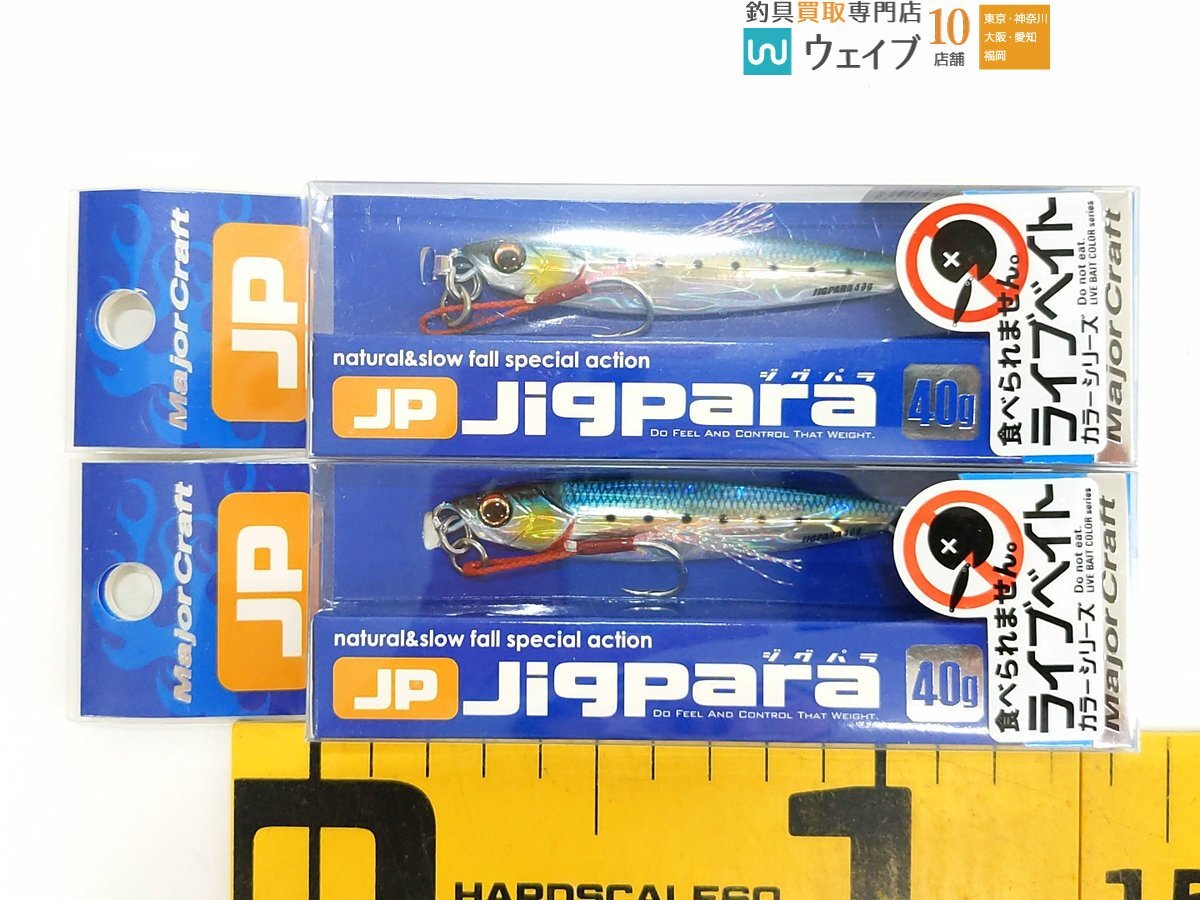 釣具買取専門店
ウェイブ
10
店舗
東京・神奈川
大阪・愛知
福岡
Major Craft
JP
JIGPARA 40g
natural&slow fall special action
JP Jigpara
ジグパラ
DO FEEL AND CONTROL THAT WEIGHT.
40g
食べられません。
ライブベイト
カラーシリーズ
Do not eat.
LIVE BAIT COLOR series
Major Craft
Major Craft
JP
JIGPARA
natural&slow fall special action
JP Jigpara
ジグパラ
DO FEEL AND CONTROL THAT WEIGHT.
40g
食べられません。
ライブベイト
カラーシリーズ
Do not eat.
LIVE BAIT COLOR series
Major Craft
0
1
15
HARDSCALE60